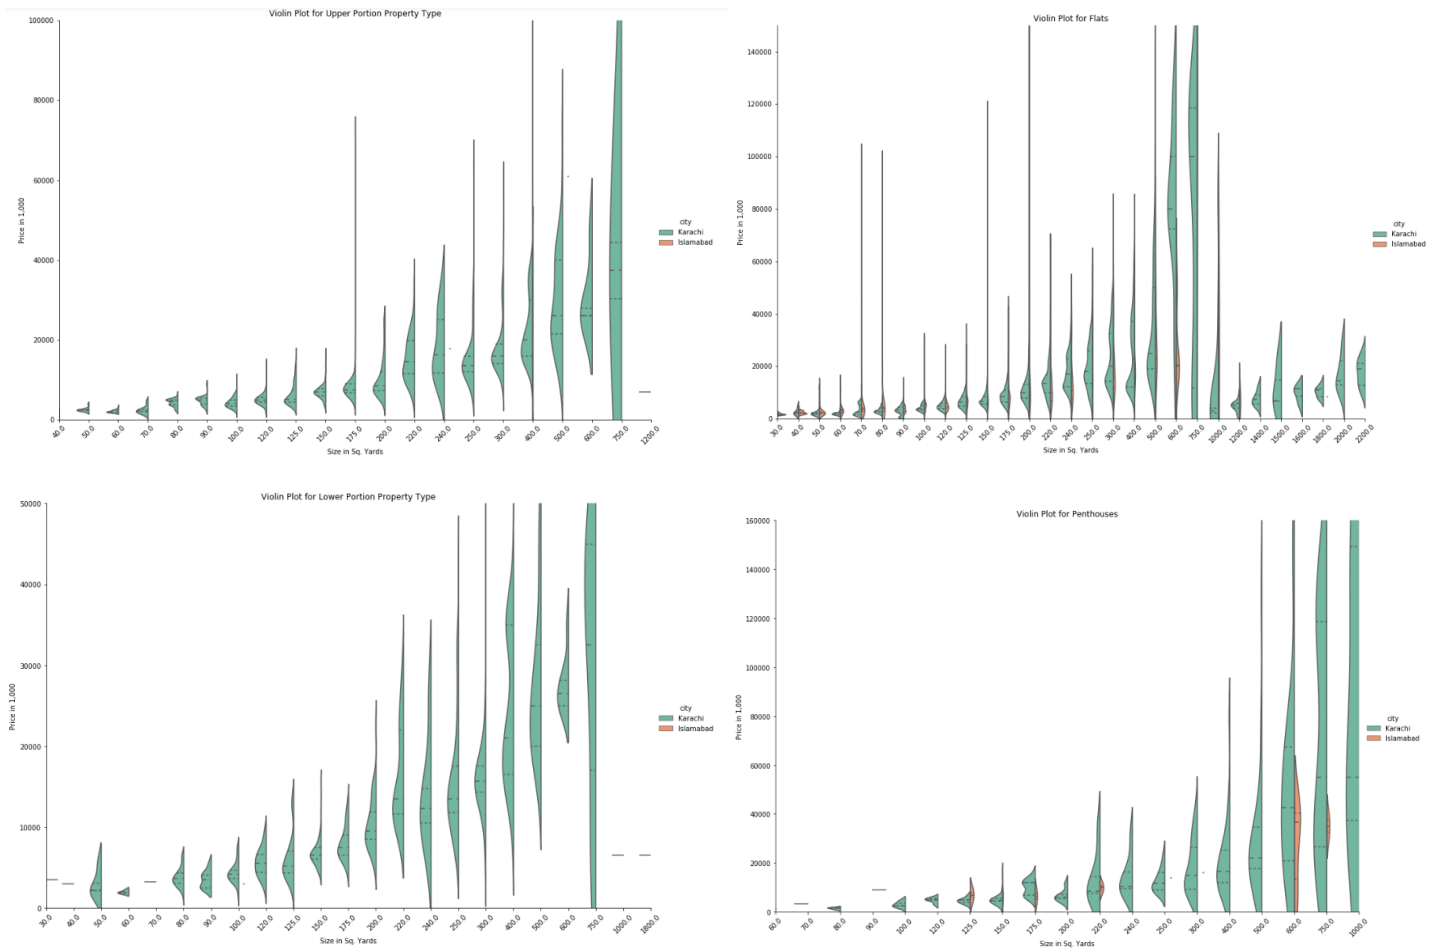 Violin Plot for Upper Portion Property Type
100000
80000
60000
40000
20000
0
Price in 1,000
40.0 50.0 60.0 70.0 80.0 90.0 100.0 120.0 125.0 150.0 175.0 200.0 220.0 240.0 250.0 300.0 400.0 500.0 600.0 750.0 1200.0
Size in Sq. Yards
city
Karachi
Islamabad
Violin Plot for Flats
140000
120000
100000
80000
60000
40000
20000
0
Price in 1,000
30.0 40.0 50.0 60.0 70.0 80.0 90.0 100.0 120.0 125.0 150.0 175.0 200.0 220.0 240.0 250.0 300.0 400.0 500.0 600.0 750.0 1000.0 1200.0 1400.0 1500.0 1600.0 1800.0 2000.0 2200.0
Size in Sq. Yards
city
Karachi
Islamabad
Violin Plot for Lower Portion Property Type
50000
40000
30000
20000
10000
0
Price in 1,000
30.0 40.0 50.0 60.0 70.0 80.0 90.0 100.0 120.0 125.0 150.0 175.0 200.0 220.0 240.0 250.0 300.0 400.0 500.0 600.0 750.0 1000.0 1800.0
Size in Sq. Yards
city
Karachi
Islamabad
Violin Plot for Penthouses
160000
140000
120000
100000
80000
60000
40000
20000
0
Price in 1,000
60.0 70.0 80.0 90.0 100.0 120.0 125.0 150.0 175.0 200.0 220.0 240.0 250.0 300.0 400.0 500.0 600.0 750.0 1000.0
Size in Sq. Yards
city
Karachi
Islamabad